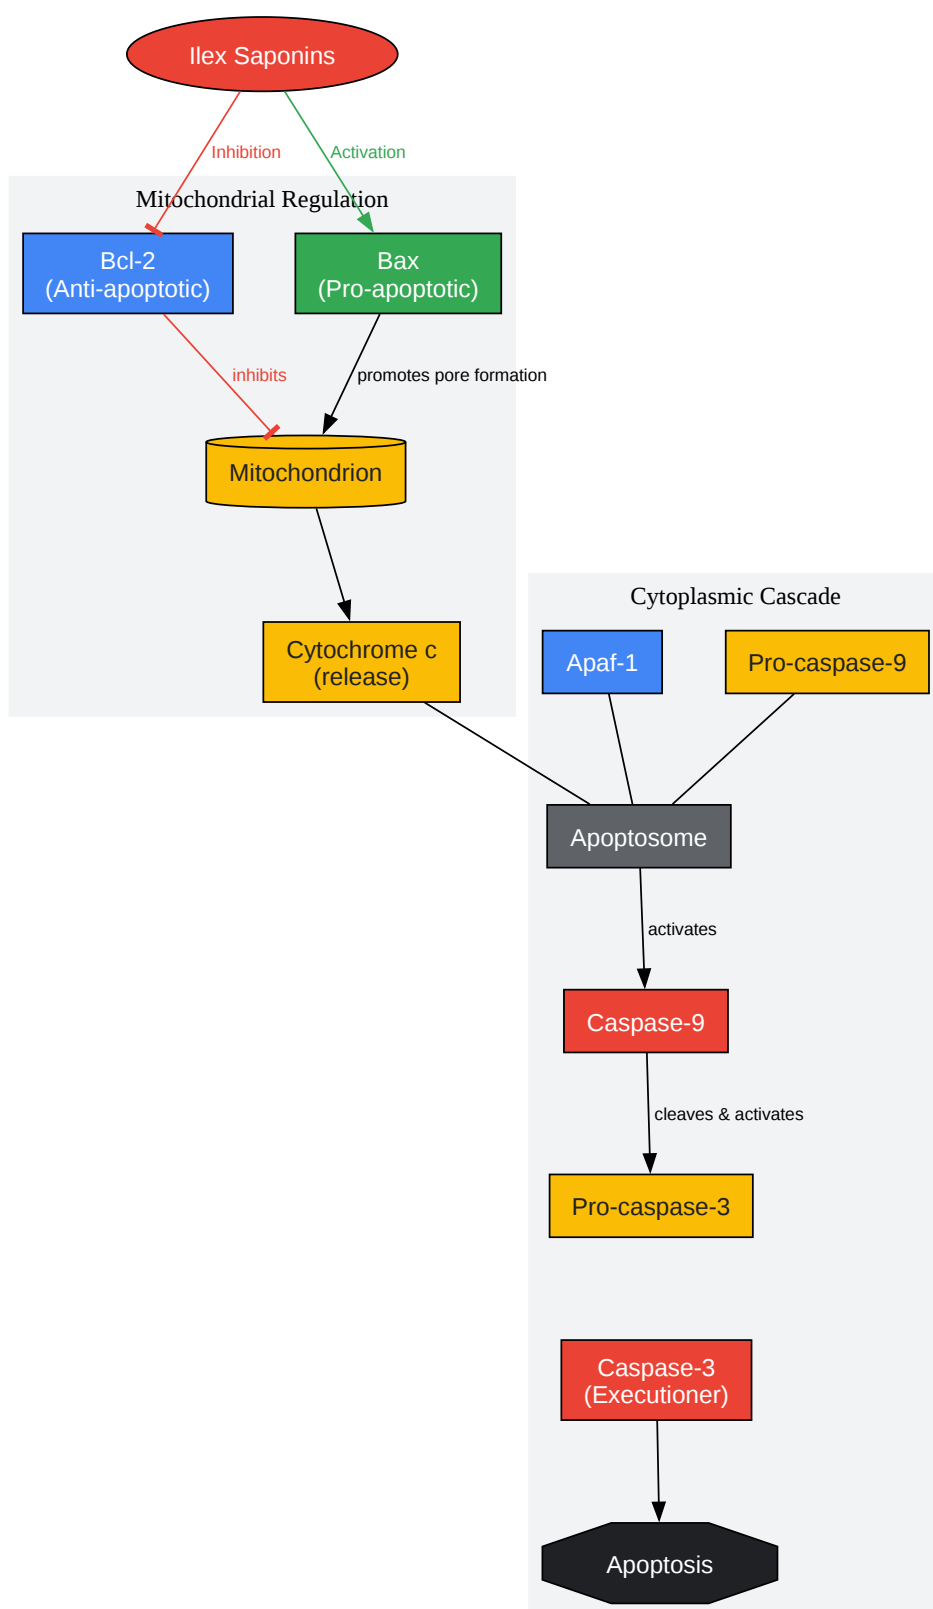 Ilex Saponins
Inhibition
Activation
Mitochondrial Regulation
Bcl-2
(Anti-apoptotic)
Bax
(Pro-apoptotic)
inhibits
promotes pore formation
Mitochondrion
Cytochrome c
(release)
Cytoplasmic Cascade
Apaf-1
Pro-caspase-9
Apoptosome
activates
Caspase-9
cleaves & activates
Pro-caspase-3
Caspase-3
(Executioner)
Apoptosis